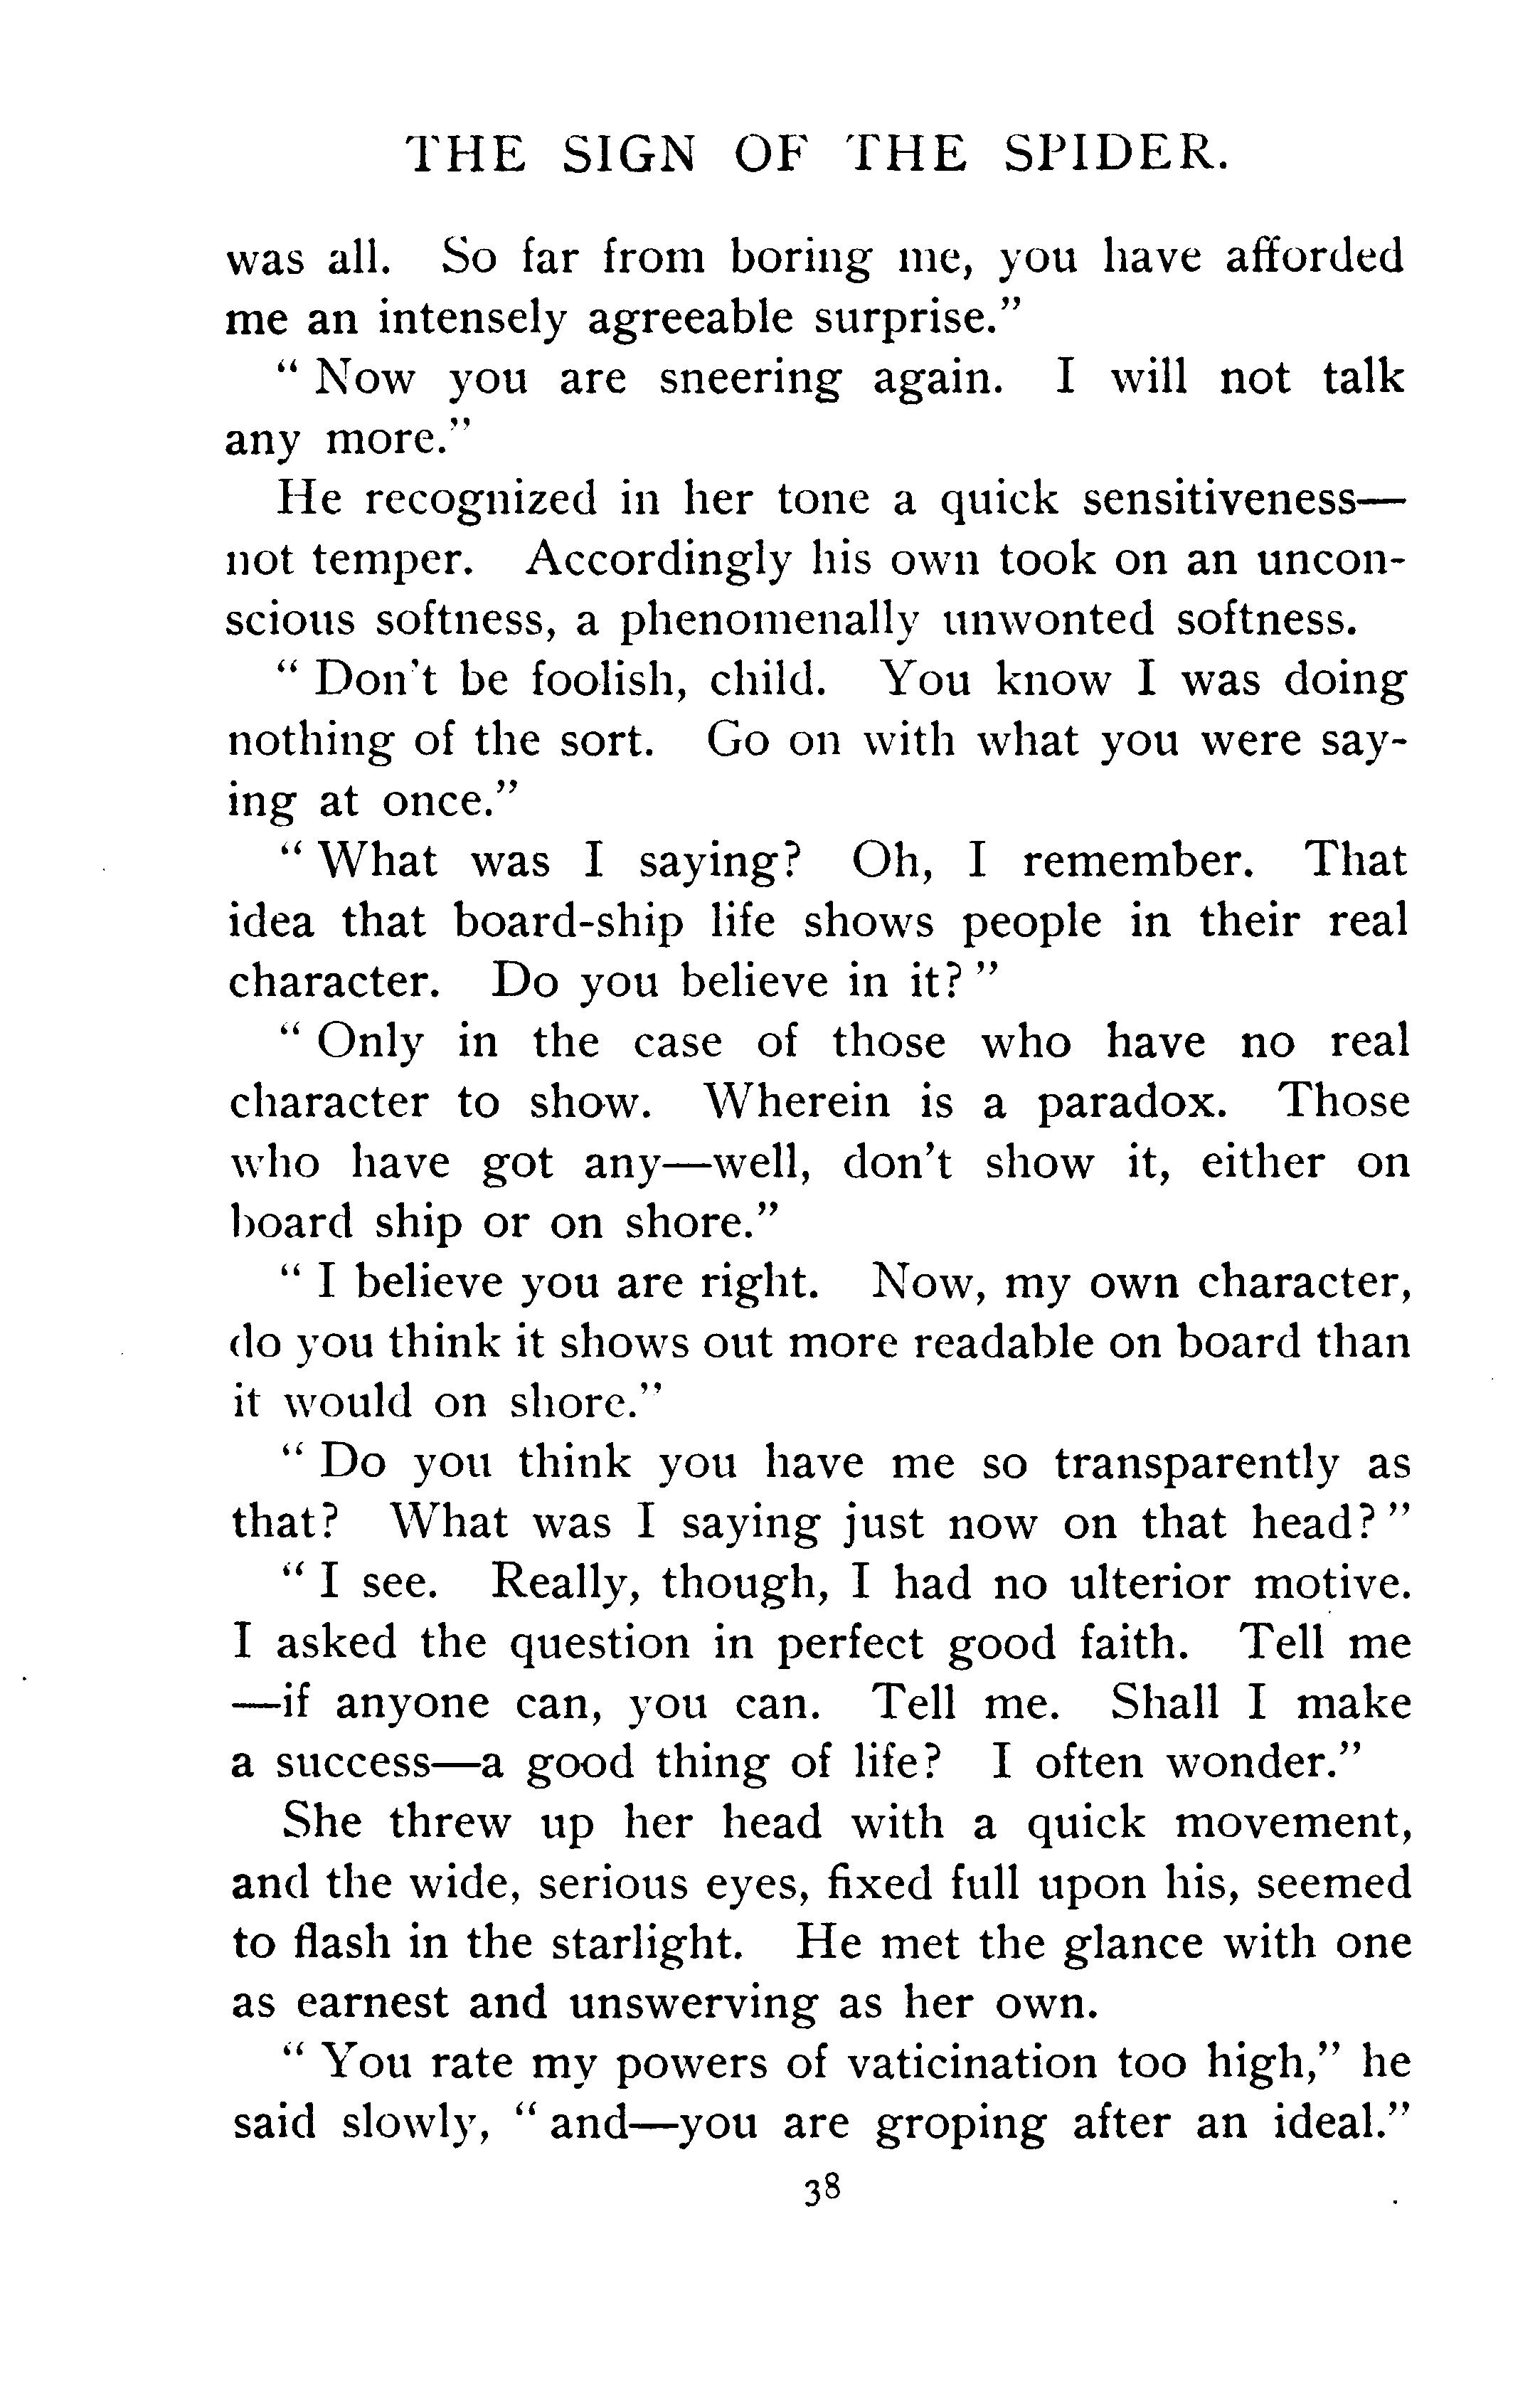 THE SIGN OF THE SPIDER.
was all. So far from boring me, you have afforded
me an intensely agreeable surprise.”
“ Now you are sneering again. I will not talk
any more.”
He recognized in her tone a quick sensitiveness—
not temper. Accordingly his own took on an uncon-
scious softness, a phenomenally unwonted softness.
“ Don't be foolish, child. You know I was doing
nothing of the sort. Go on with what you were say-
ing at once.”
“ What was I saying? Oh, I remember. That
idea that board-ship life shows people in their real
character. Do you believe in it? ”
“ Only in the case of those who have no real
character to show. Wherein is a paradox. Those
who have got any—well, don't show it, either on
board ship or on shore.”
“ I believe you are right. Now, my own character,
do you think it shows out more readable on board than
it would on shore.”
“ Do you think you have me so transparently as
that? What was I saying just now on that head? ”
“ I see. Really, though, I had no ulterior motive.
I asked the question in perfect good faith. Tell me
—if anyone can, you can. Tell me. Shall I make
a success—a good thing of life? I often wonder.”
She threw up her head with a quick movement,
and the wide, serious eyes, fixed full upon his, seemed
to flash in the starlight. He met the glance with one
as earnest and unswerving as her own.
“ You rate my powers of vaticination too high,” he
said slowly, “ and—you are groping after an ideal.”
38